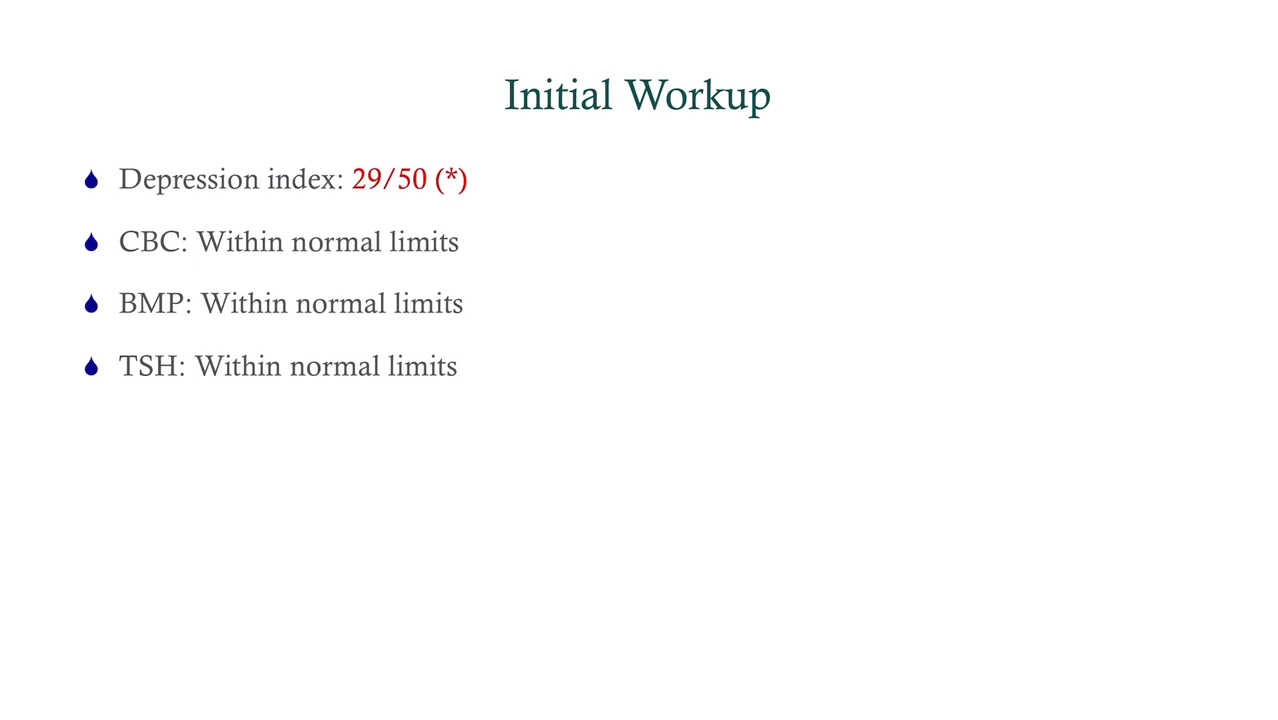 Initial Workup
Depression index: 29/50 (*)
CBC: Within normal limits
BMP: Within normal limits
TSH: Within normal limits